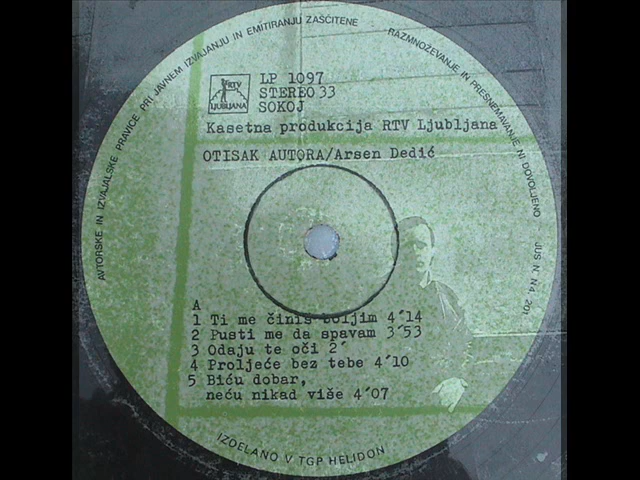 AVTORSKE IN IZVAJALSKE PRAVICE PRI JAVNEM IZVAJANJU IN EMITIRANJU ZAŠČITENE
RAZMNOŽEVANJE IN PRESNEMAVANJE NI DOVOLJENO JUS N. N4. 201
RTV
LJUBLJANA
LP 1097
STEREO 33
SOKOJ
Kasetna produkcija RTV Ljubljana
OTISAK AUTORA/Arsen Dedić
A
1 Ti me činiš boljim 4´14
2 Pusti me da spavam 3´53
3 Odaju te oči 2´
4 Proljeće bez tebe 4´10
5 Biću dobar,
neću nikad više 4´07
IZDELANO V TGP HELIDON